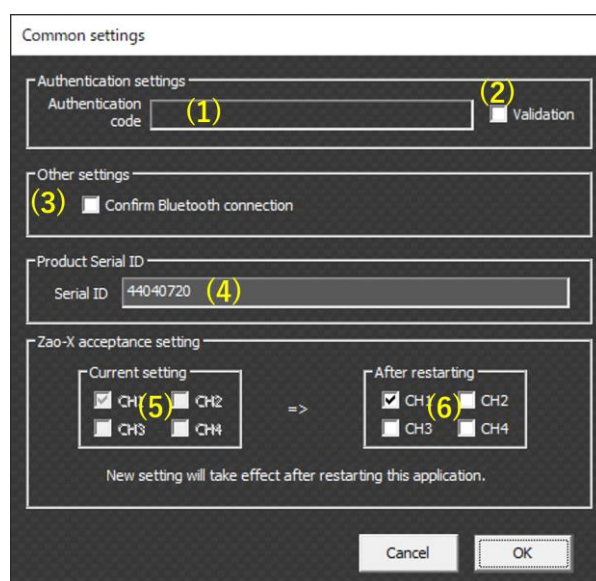 Common settings
Authentication settings
(2)
Authentication code
(1)
Validation
Other settings
(3)
Confirm Bluetooth connection
Product Serial ID
Serial ID
44040720
(4)
Zao-X acceptance setting
Current setting
After restarting
CH1
(5)
CH2
=>
CH1
(6)
CH2
CH3
CH4
CH3
CH4
New setting will take effect after restarting this application.
Cancel
OK